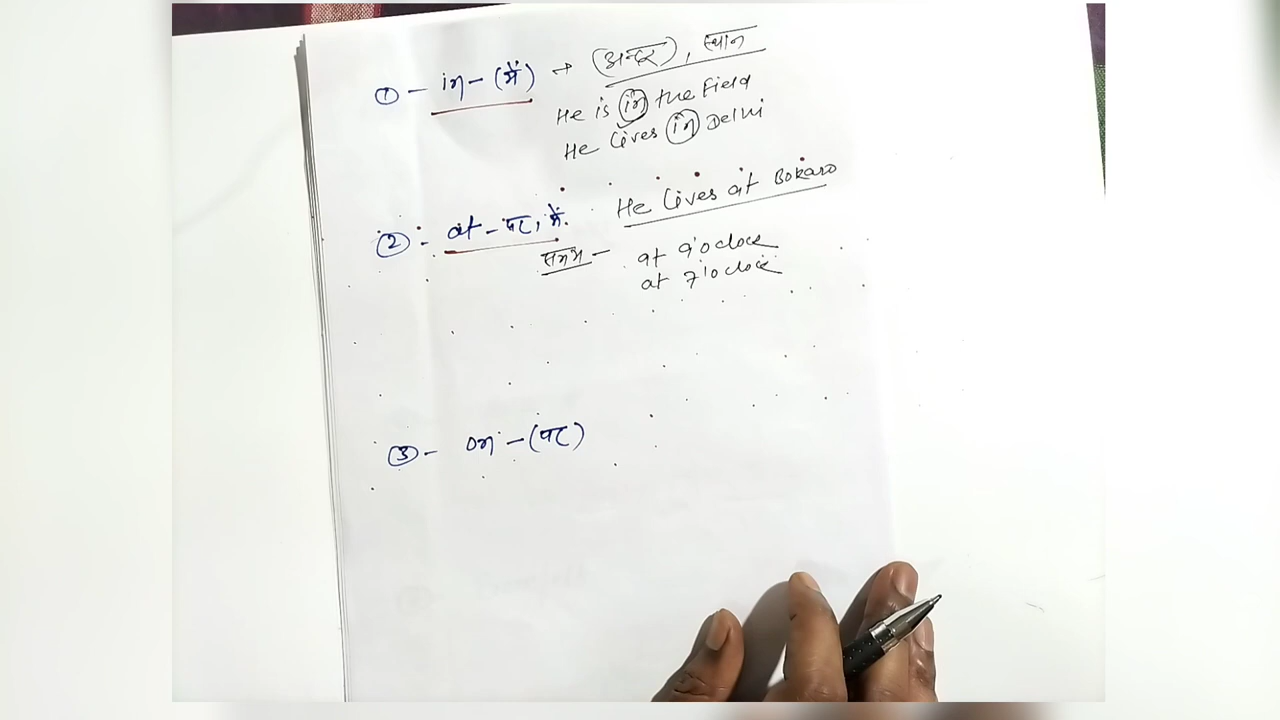 ① - in - (में) → (अन्दर), स्थान
He is in the Field
He lives in Delhi
② - at - पर, में. He lives at Bokaro
समय - at 9'o clock
at 7'o clock
③ - on - (पर)